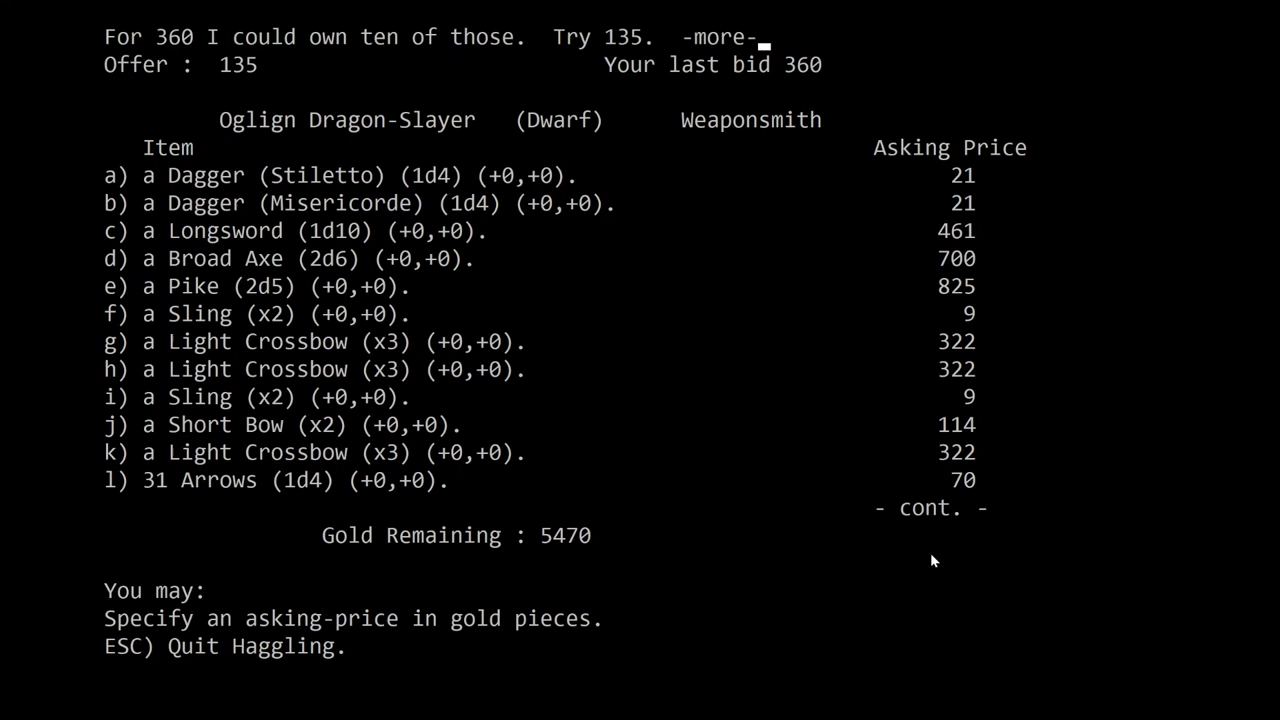 For 360 I could own ten of those.  Try 135.  -more-
Offer :  135                           Your last bid 360
Oglign Dragon-Slayer   (Dwarf)      Weaponsmith
Item                                                         Asking Price
a) a Dagger (Stiletto) (1d4) (+0,+0).                              21
b) a Dagger (Misericorde) (1d4) (+0,+0).                           21
c) a Longsword (1d10) (+0,+0).                                    461
d) a Broad Axe (2d6) (+0,+0).                                     700
e) a Pike (2d5) (+0,+0).                                          825
f) a Sling (x2) (+0,+0).                                            9
g) a Light Crossbow (x3) (+0,+0).                                 322
h) a Light Crossbow (x3) (+0,+0).                                 322
i) a Sling (x2) (+0,+0).                                            9
j) a Short Bow (x2) (+0,+0).                                      114
k) a Light Crossbow (x3) (+0,+0).                                 322
l) 31 Arrows (1d4) (+0,+0).                                        70
- cont. -
Gold Remaining : 5470
You may:
Specify an asking-price in gold pieces.
ESC) Quit Haggling.